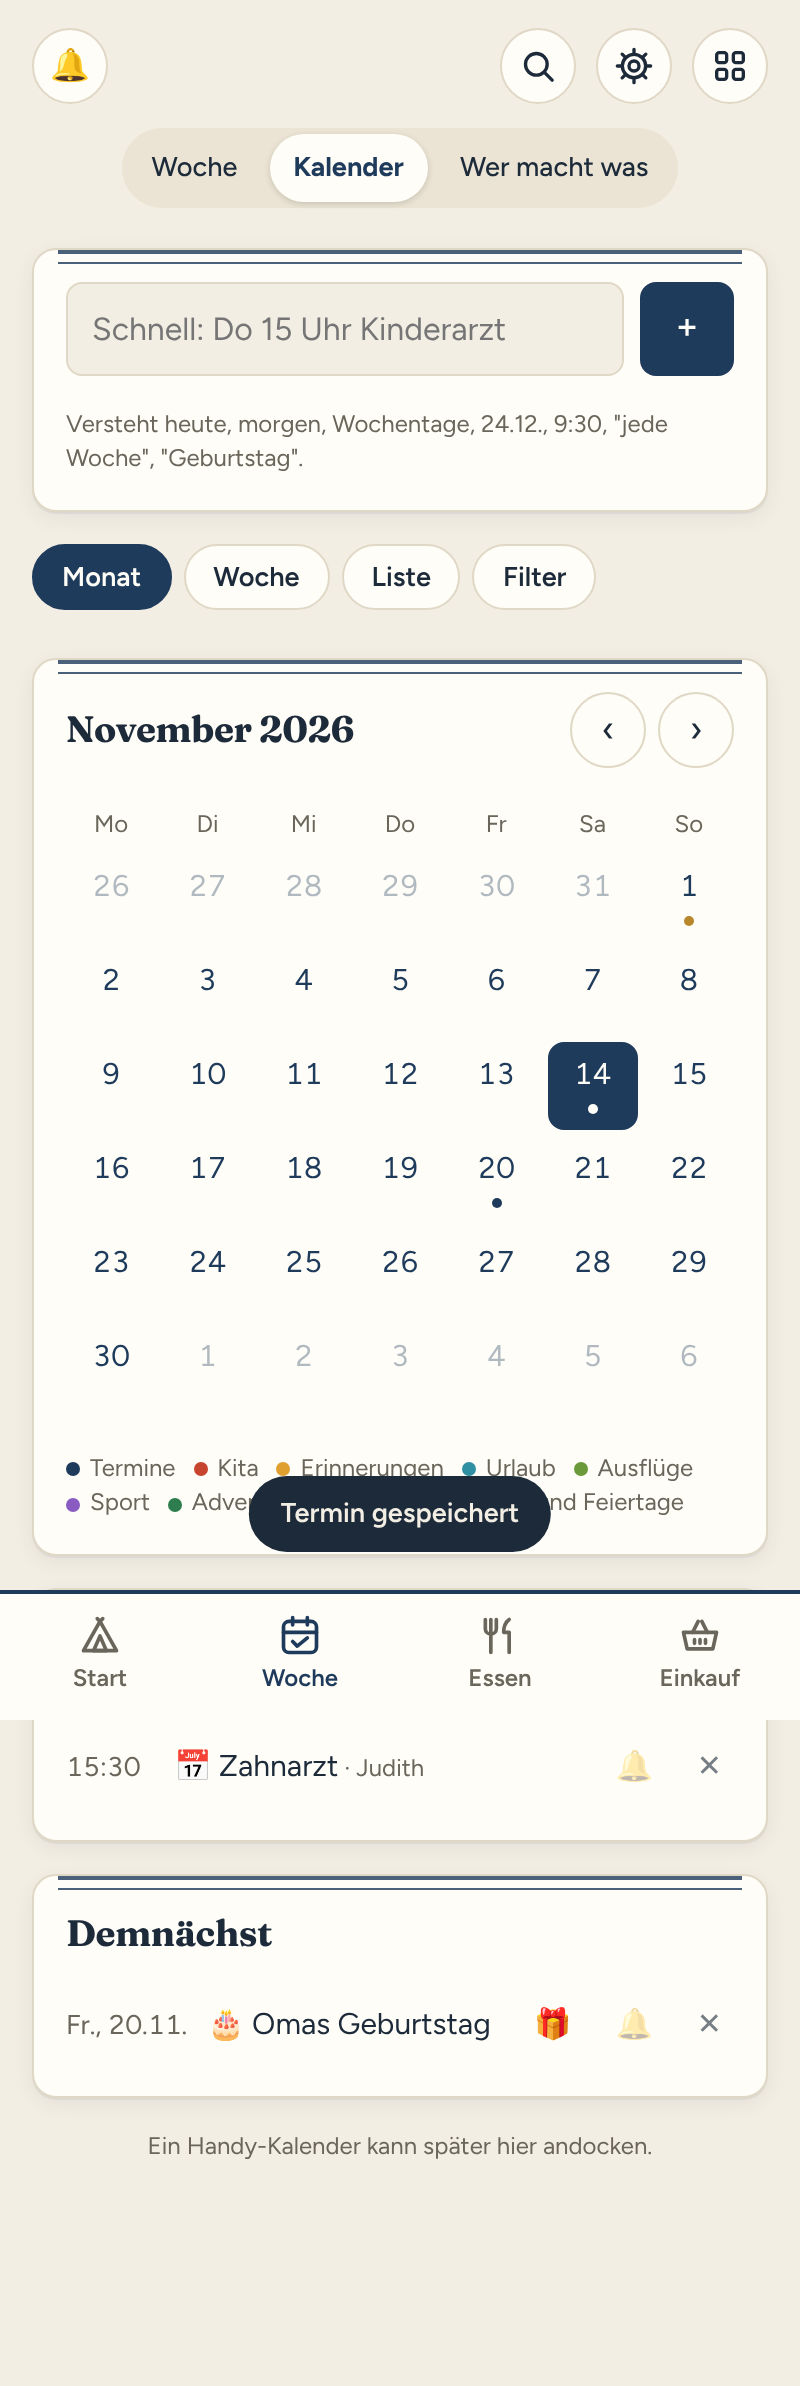 Woche Kalender Wer macht was
Schnell: Do 15 Uhr Kinderarzt +
Versteht heute, morgen, Wochentage, 24.12., 9:30, "jede
Woche", "Geburtstag".
Monat Woche Liste Filter
November 2026 ‹ ›
Mo Di Mi Do Fr Sa So
26 27 28 29 30 31 1
2 3 4 5 6 7 8
9 10 11 12 13 14 15
16 17 18 19 20 21 22
23 24 25 26 27 28 29
30 1 2 3 4 5 6
Termine Kita Erinnerungen Urlaub Ausflüge
Sport Feiertage
Termin gespeichert
Start Woche Essen Einkauf
15:30 Zahnarzt · Judith ✕
Demnächst
Fr., 20.11. Omas Geburtstag ✕
Ein Handy-Kalender kann später hier andocken.